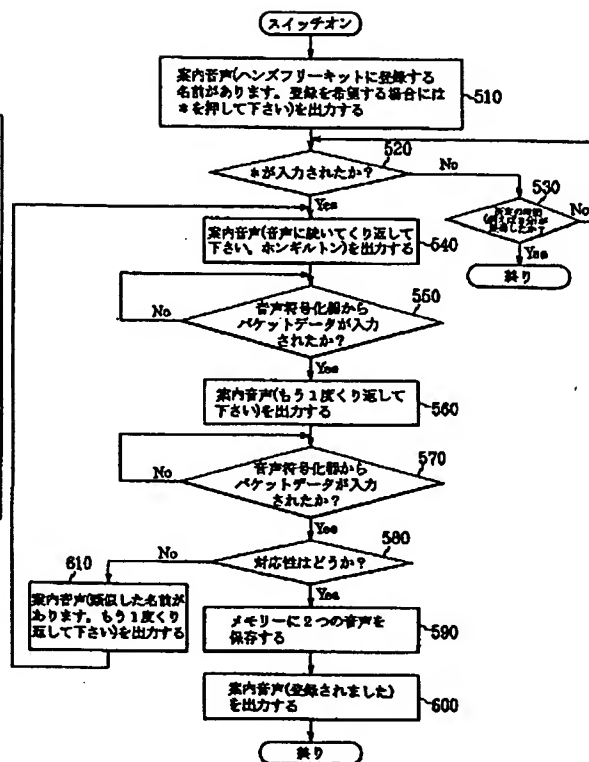 スイッチオン
案内音声(ヘンズフリーキットに登録する
名前があります。登録を希望する場合には
*を押して下さい)を出力する
510
520
*が入力されたか?
No
Yes
530
No
Yes
終り
案内音声(音声に続いてくり返して
下さい。ホンギルトン)を出力する
540
550
音声符号化器から
パケットデータが入力
されたか?
No
Yes
案内音声(もう1度くり返して
下さい)を出力する
560
570
音声符号化器から
パケットデータが入力
されたか?
No
Yes
580
対応性はどうか?
No
Yes
610
案内音声(類似した名前が
あります。もう1度くり
返して下さい)を出力する
メモリーに2つの音声を
保存する
590
案内音声(登録されました)
を出力する
600
終り